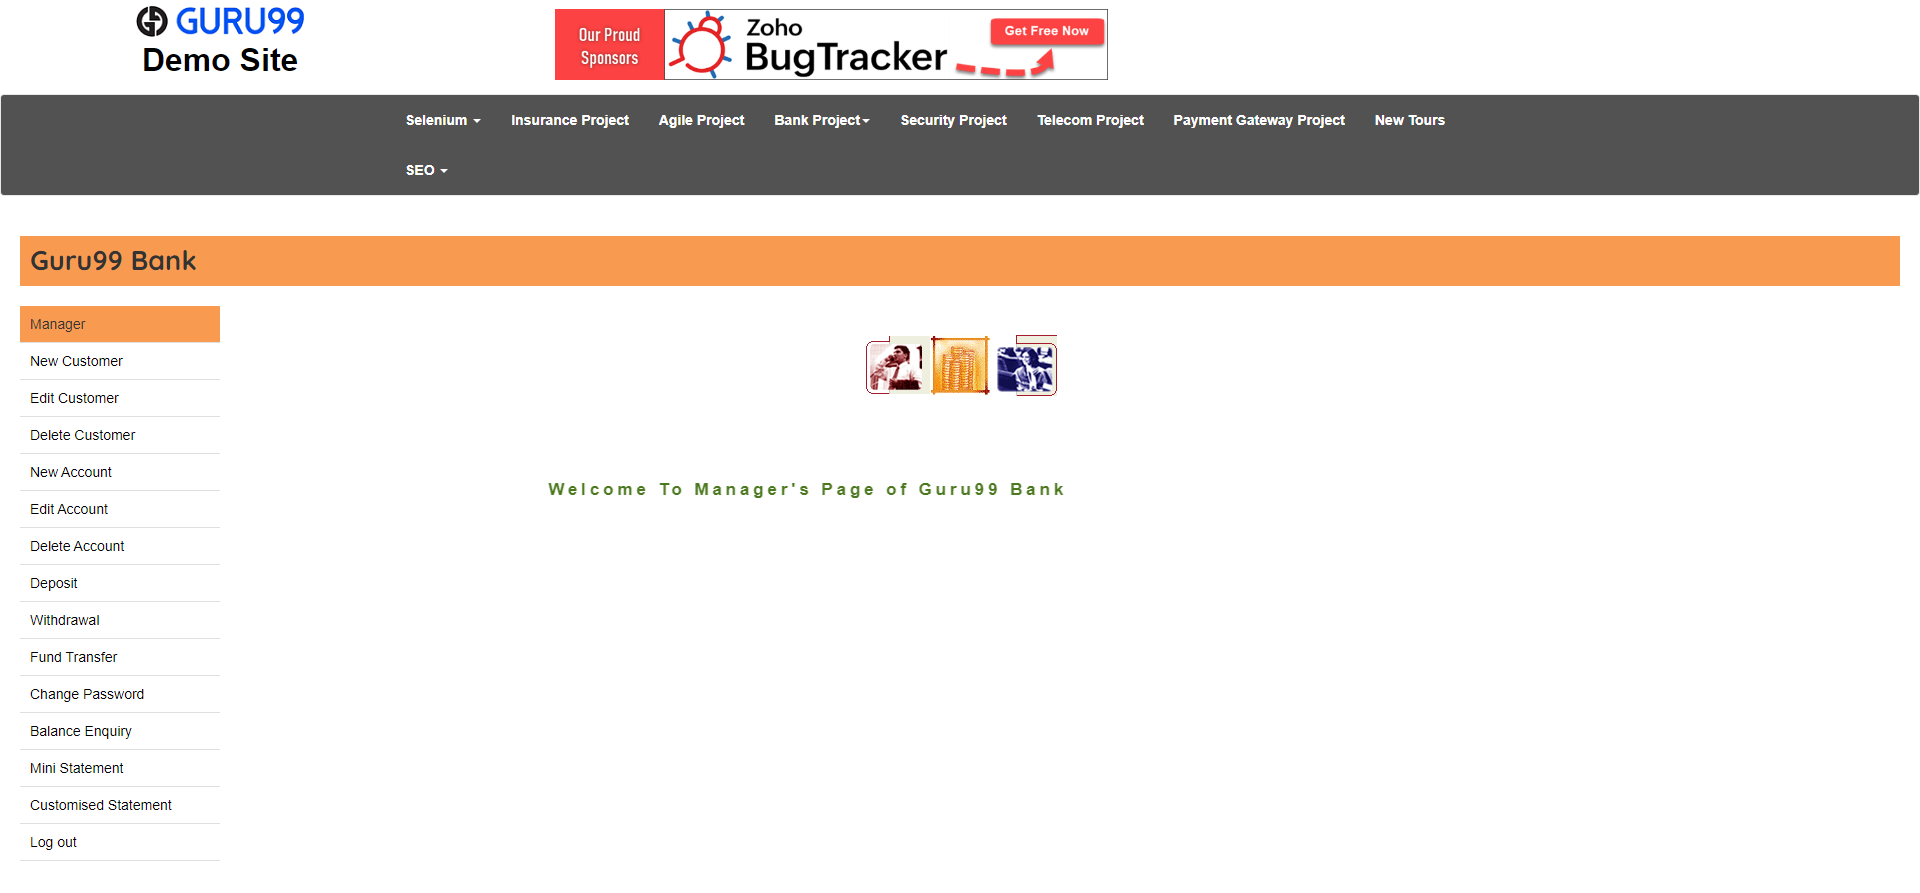 GURU99
Demo Site
Our Proud
Sponsors
Zoho
BugTracker
Get Free Now
Selenium
Insurance Project
Agile Project
Bank Project
Security Project
Telecom Project
Payment Gateway Project
New Tours
SEO
Guru99 Bank
Manager
New Customer
Edit Customer
Delete Customer
New Account
Edit Account
Delete Account
Deposit
Withdrawal
Fund Transfer
Change Password
Balance Enquiry
Mini Statement
Customised Statement
Log out
Welcome To Manager's Page of Guru99 Bank